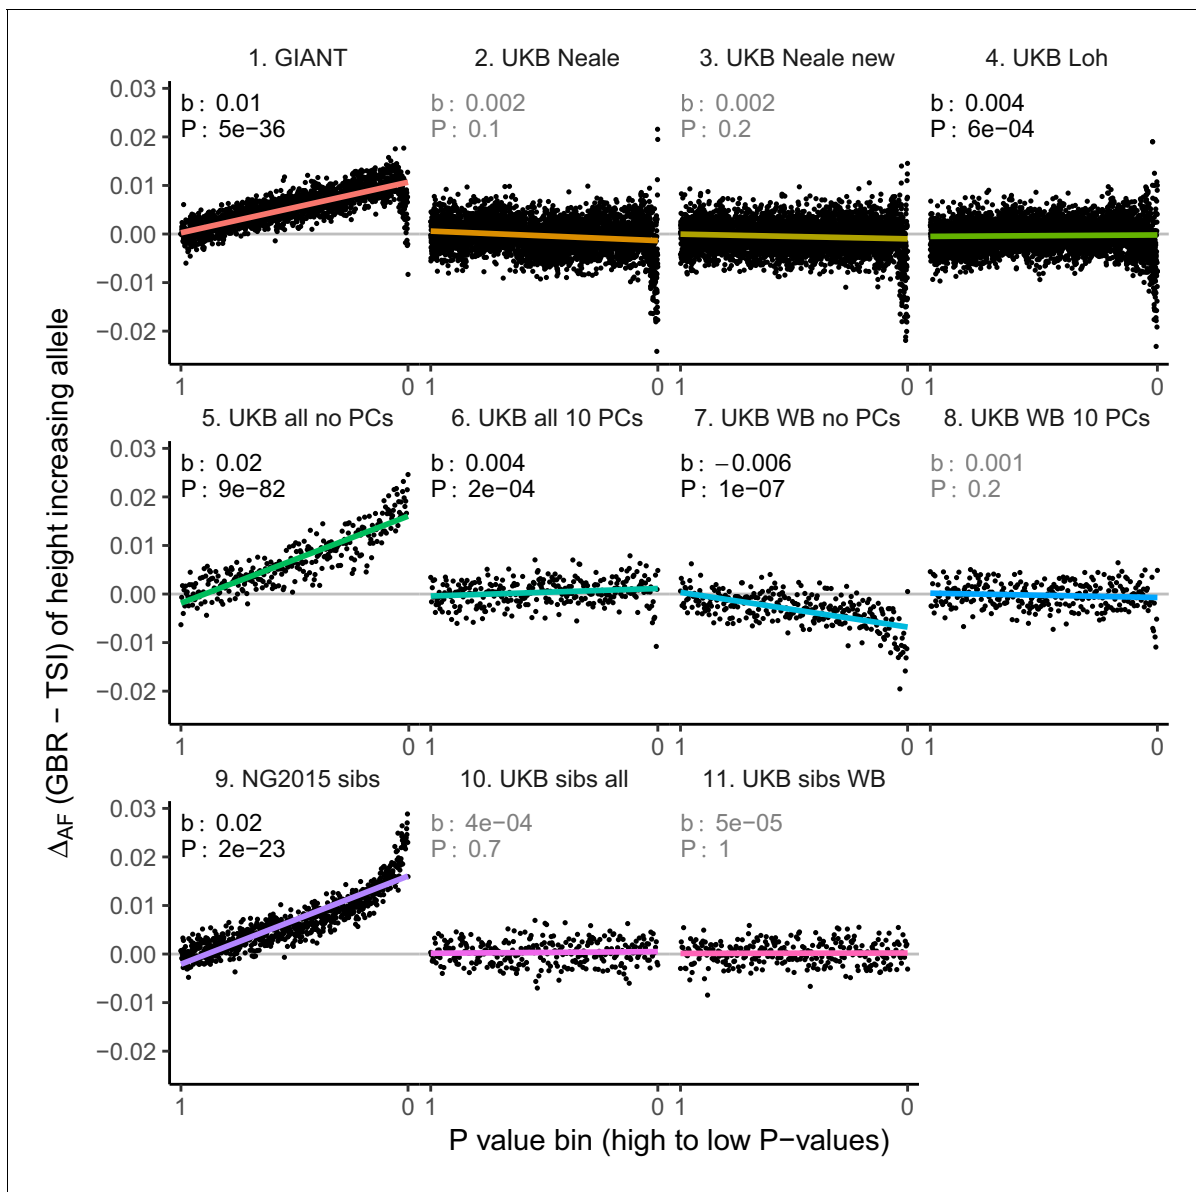 1. GIANT
2. UKB Neale
3. UKB Neale new
4. UKB Loh
b : 0.01
P : 5e−36
b : 0.002
P : 0.1
b : 0.002
P : 0.2
b : 0.004
P : 6e−04
0.03
0.02
0.01
0.00
−0.01
−0.02
1 0 1 0 1 0 1 0
5. UKB all no PCs
6. UKB all 10 PCs
7. UKB WB no PCs
8. UKB WB 10 PCs
b : 0.02
P : 9e−82
b : 0.004
P : 2e−04
b : −0.006
P : 1e−07
b : 0.001
P : 0.2
0.03
0.02
0.01
0.00
−0.01
−0.02
1 0 1 0 1 0 1 0
9. NG2015 sibs
10. UKB sibs all
11. UKB sibs WB
b : 0.02
P : 2e−23
b : 4e−04
P : 0.7
b : 5e−05
P : 1
0.03
0.02
0.01
0.00
−0.01
−0.02
1 0 1 0 1 0
Δ_AF (GBR − TSI) of height increasing allele
P value bin (high to low P−values)